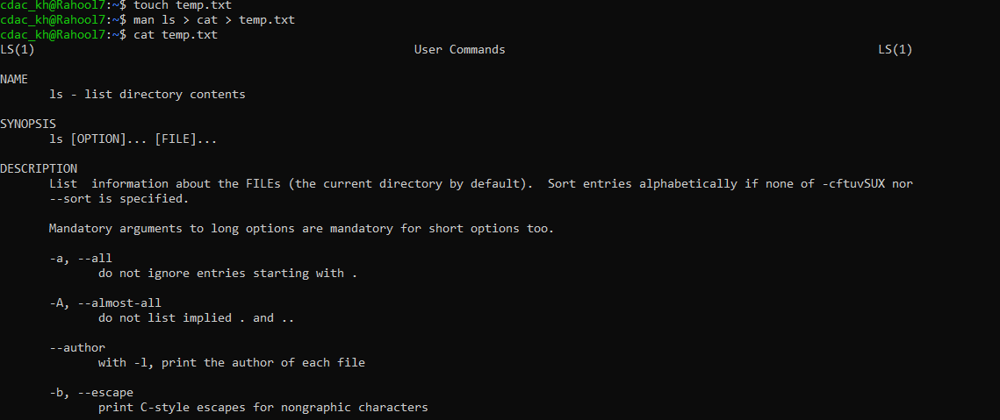 cdac_kh@Rahool7:~$ touch temp.txt
cdac_kh@Rahool7:~$ man ls > cat > temp.txt
cdac_kh@Rahool7:~$ cat temp.txt
LS(1) User Commands LS(1)
NAME
ls - list directory contents
SYNOPSIS
ls [OPTION]... [FILE]...
DESCRIPTION
List  information about the FILEs (the current directory by default).  Sort entries alphabetically if none of -cftuvSUX nor
--sort is specified.
Mandatory arguments to long options are mandatory for short options too.
-a, --all
do not ignore entries starting with .
-A, --almost-all
do not list implied . and ..
--author
with -l, print the author of each file
-b, --escape
print C-style escapes for nongraphic characters